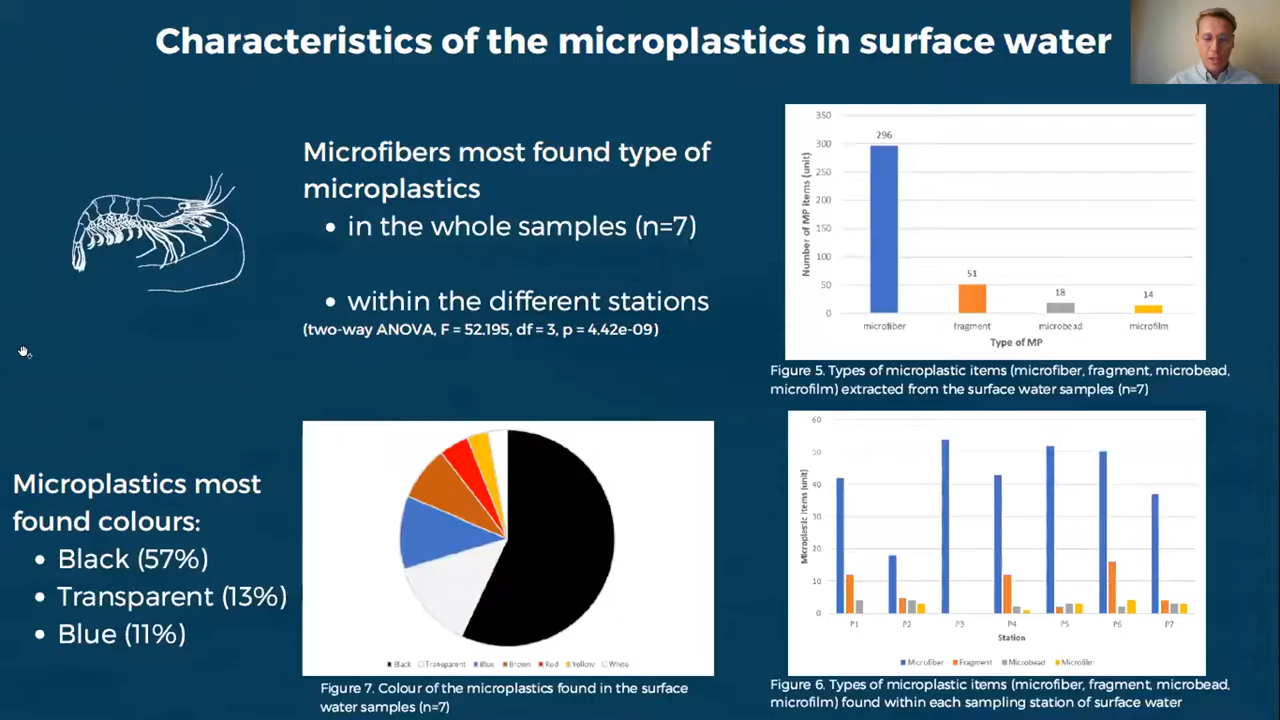 Characteristics of the microplastics in surface water
Microfibers most found type of
microplastics
• in the whole samples (n=7)
• within the different stations
(two-way ANOVA, F = 52.195, df = 3, p = 4.42e-09)
350
300
250
200
150
100
50
0
Number of MP items (unit)
296
51
18
14
microfiber fragment microbead microfilm
Type of MP
Figure 5. Types of microplastic items (microfiber, fragment, microbead,
microfilm) extracted from the surface water samples (n=7)
Microplastics most
found colours:
• Black (57%)
• Transparent (13%)
• Blue (11%)
Black Transparent Blue Brown Red Yellow White
Figure 7. Colour of the microplastics found in the surface
water samples (n=7)
60
50
40
30
20
10
0
Microplastic items (unit)
P1 P2 P3 P4 P5 P6 P7
Station
Microfiber Fragment Microbead Microfilm
Figure 6. Types of microplastic items (microfiber, fragment, microbead,
microfilm) found within each sampling station of surface water